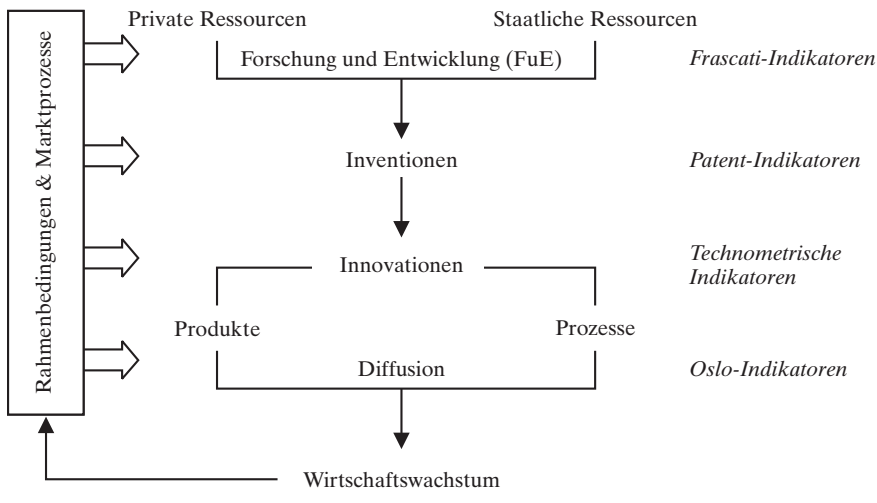 Rahmenbedingungen & Marktprozesse
Private Ressourcen
Staatliche Ressourcen
Forschung und Entwicklung (FuE)
Frascati-Indikatoren
Inventionen
Patent-Indikatoren
Innovationen
Technometrische
Indikatoren
Produkte
Prozesse
Diffusion
Oslo-Indikatoren
Wirtschaftswachstum